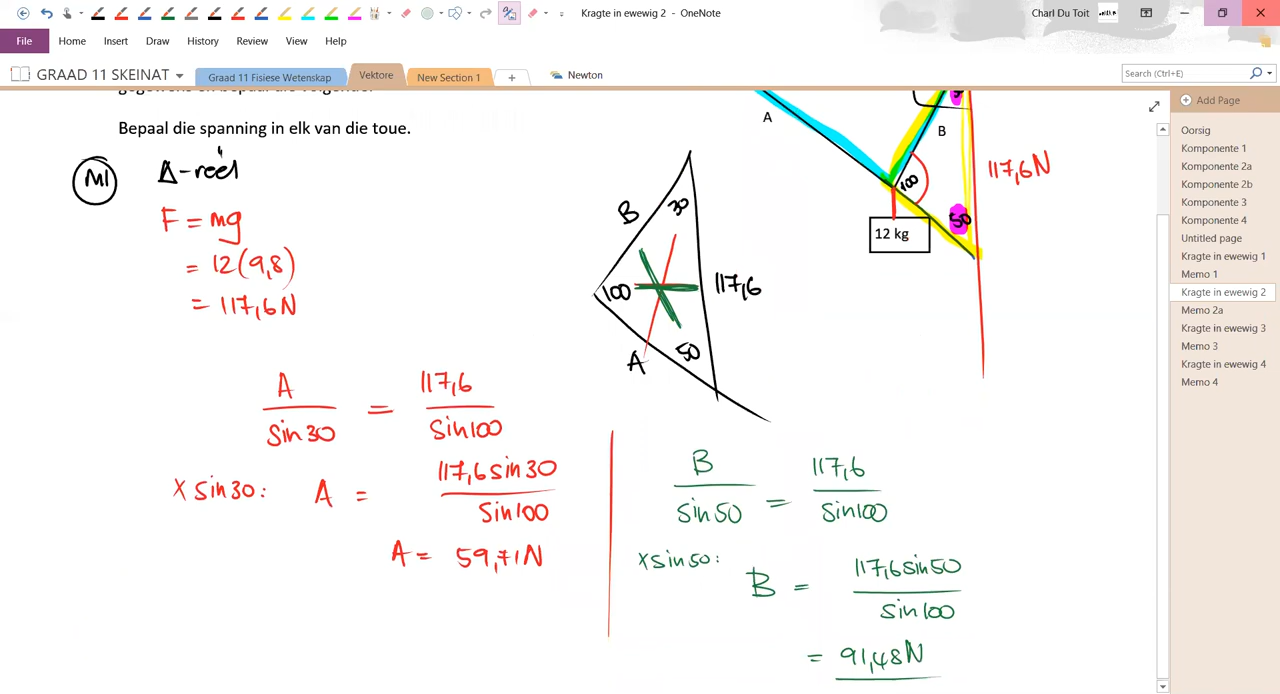 Kragte in ewewig 2 - OneNote
Charl Du Toit
File Home Insert Draw History Review View Help
GRAAD 11 SKEINAT
Graad 11 Fisiese Wetenskap
Vektore
New Section 1
+
Newton
Search (Ctrl+E)
Add Page
Oorsig
Komponente 1
Komponente 2a
Komponente 2b
Komponente 3
Komponente 4
Untitled page
Kragte in ewewig 1
Memo 1
Kragte in ewewig 2
Memo 2a
Kragte in ewewig 3
Memo 3
Kragte in ewewig 4
Memo 4
Bepaal die spanning in elk van die toue.
M1
Δ-reël
F = mg
= 12(9,8)
= 117,6N
A
B
100
50
117,6N
12 kg
B
30
100
117,6
A
50
A / sin30 = 117,6 / sin100
x sin30: A = 117,6sin30 / sin100
A = 59,71N
B / sin50 = 117,6 / sin100
x sin50: B = 117,6sin50 / sin100
= 91,48N